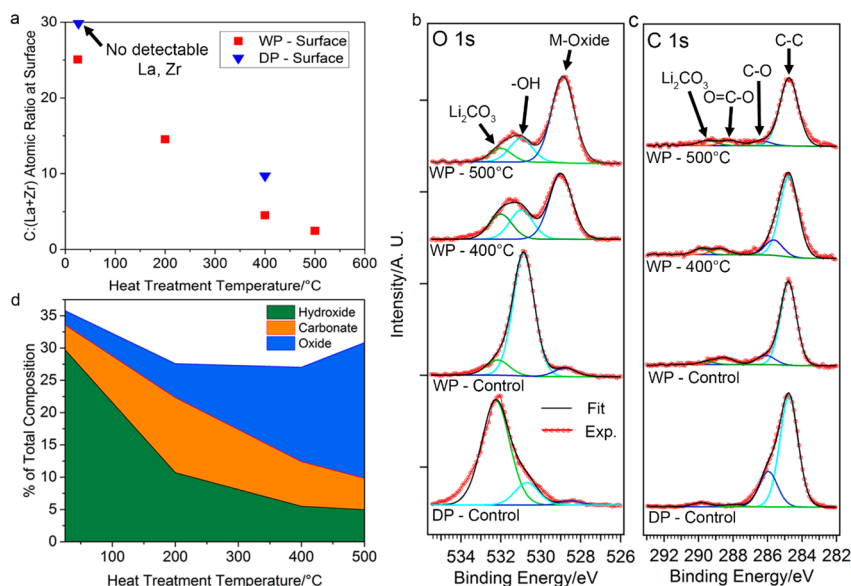 a
C:(La+Zr) Atomic Ratio at Surface
30
20
10
0
0 100 200 300 400 500 600
Heat Treatment Temperature/°C
No detectable
La, Zr
WP - Surface
DP - Surface
b
O 1s
M-Oxide
-OH
Li₂CO₃
WP - 500°C
WP - 400°C
WP - Control
Fit
Exp.
DP - Control
Intensity/A. U.
534 532 530 528 526
Binding Energy/eV
c
C 1s
C-C
C-O
Li₂CO₃
O=C-O
WP - 500°C
WP - 400°C
WP - Control
DP - Control
292 290 288 286 284 282
Binding Energy/eV
d
% of Total Composition
35
30
25
20
15
10
5
0
100 200 300 400 500
Heat Treatment Temperature/°C
Hydroxide
Carbonate
Oxide